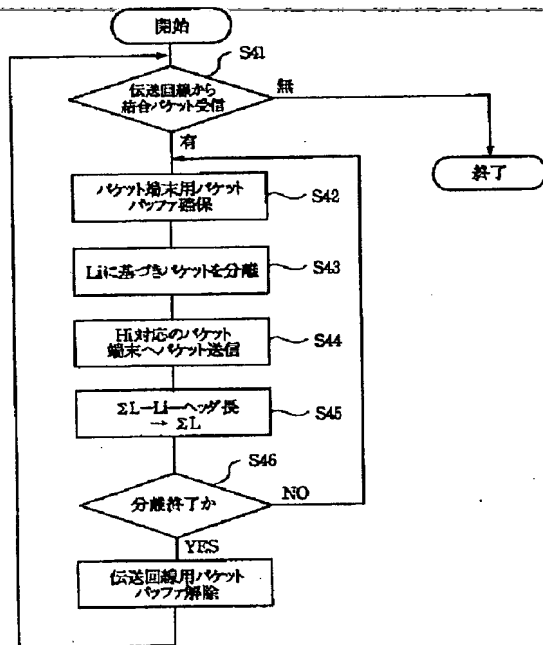 開始
S41
伝送回線から
結合パケット受信
無
有
終了
パケット端末用パケット
バッファ確保
S42
Liに基づきパケットを分離
S43
Hi対応のパケット
端末へパケット送信
S44
ΣL－Li－ヘッダ長
→ ΣL
S45
S46
分離終了か
NO
YES
伝送回線用パケット
バッファ解除